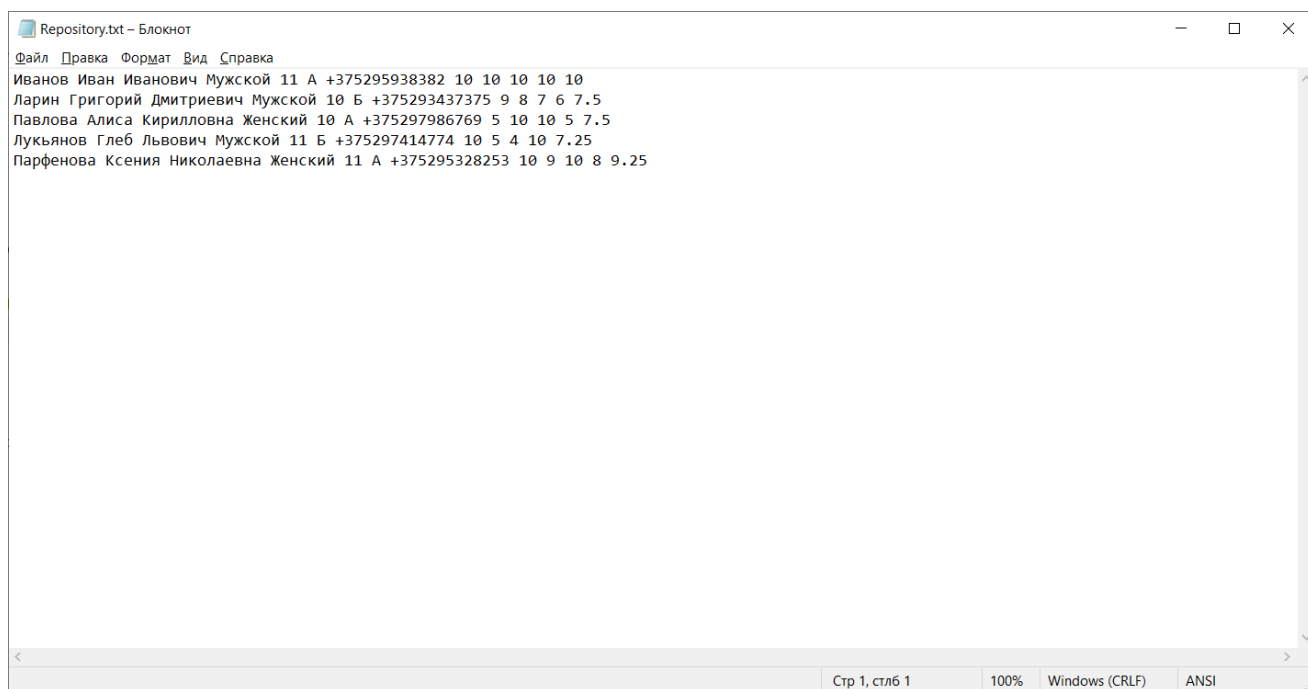 Repository.txt – Блокнот
Файл Правка Формат Вид Справка
Иванов Иван Иванович Мужской 11 А +375295938382 10 10 10 10 10
Ларин Григорий Дмитриевич Мужской 10 Б +375293437375 9 8 7 6 7.5
Павлова Алиса Кирилловна Женский 10 А +375297986769 5 10 10 5 7.5
Лукьянов Глеб Львович Мужской 11 Б +375297414774 10 5 4 10 7.25
Парфенова Ксения Николаевна Женский 11 А +375295328253 10 9 10 8 9.25
Стр 1, стлб 1 100% Windows (CRLF) ANSI